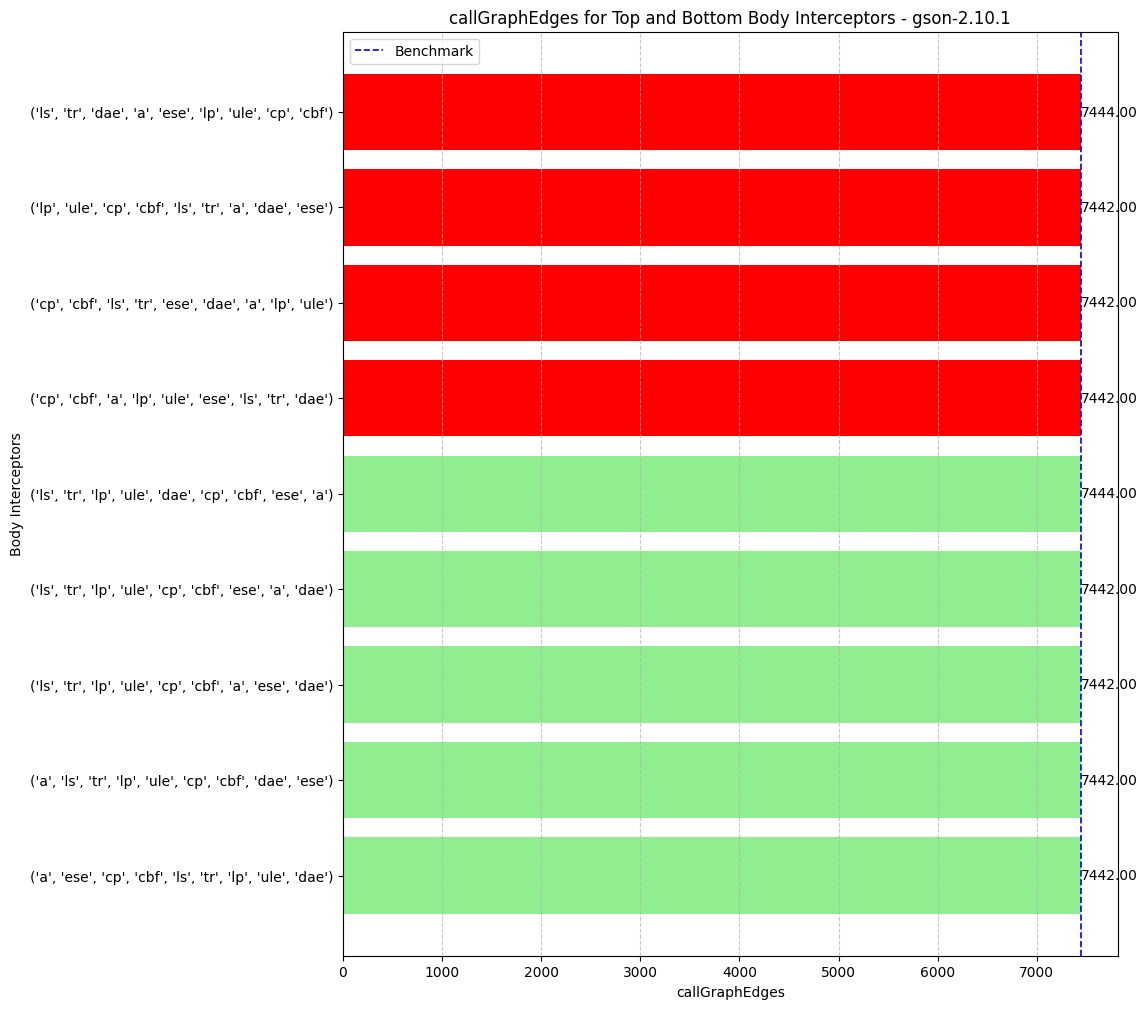 callGraphEdges for Top and Bottom Body Interceptors - gson-2.10.1
Benchmark
('ls', 'tr', 'dae', 'a', 'ese', 'lp', 'ule', 'cp', 'cbf')
7444.00
('lp', 'ule', 'cp', 'cbf', 'ls', 'tr', 'a', 'dae', 'ese')
7442.00
('cp', 'cbf', 'ls', 'tr', 'ese', 'dae', 'a', 'lp', 'ule')
7442.00
('cp', 'cbf', 'a', 'lp', 'ule', 'ese', 'ls', 'tr', 'dae')
7442.00
Body Interceptors
('ls', 'tr', 'lp', 'ule', 'dae', 'cp', 'cbf', 'ese', 'a')
7444.00
('ls', 'tr', 'lp', 'ule', 'cp', 'cbf', 'ese', 'a', 'dae')
7442.00
('ls', 'tr', 'lp', 'ule', 'cp', 'cbf', 'a', 'ese', 'dae')
7442.00
('a', 'ls', 'tr', 'lp', 'ule', 'cp', 'cbf', 'dae', 'ese')
7442.00
('a', 'ese', 'cp', 'cbf', 'ls', 'tr', 'lp', 'ule', 'dae')
7442.00
0 1000 2000 3000 4000 5000 6000 7000
callGraphEdges